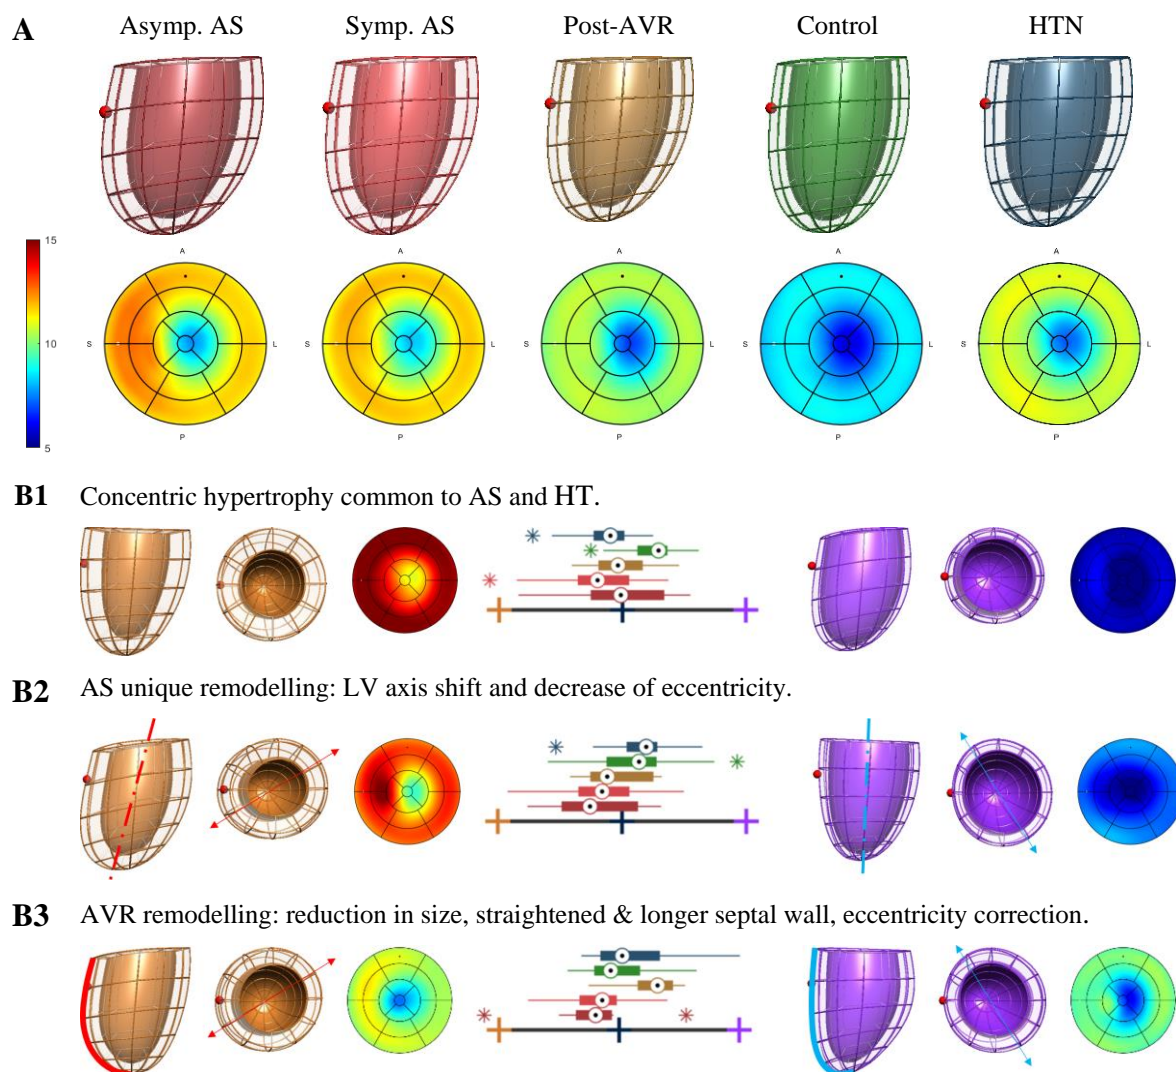 A Asymp. AS Symp. AS Post-AVR Control HTN
15
10
5
A A A A A
S L S L S L S L S L
P P P P P
B1 Concentric hypertrophy common to AS and HT.
B2 AS unique remodelling: LV axis shift and decrease of eccentricity.
B3 AVR remodelling: reduction in size, straightened & longer septal wall, eccentricity correction.